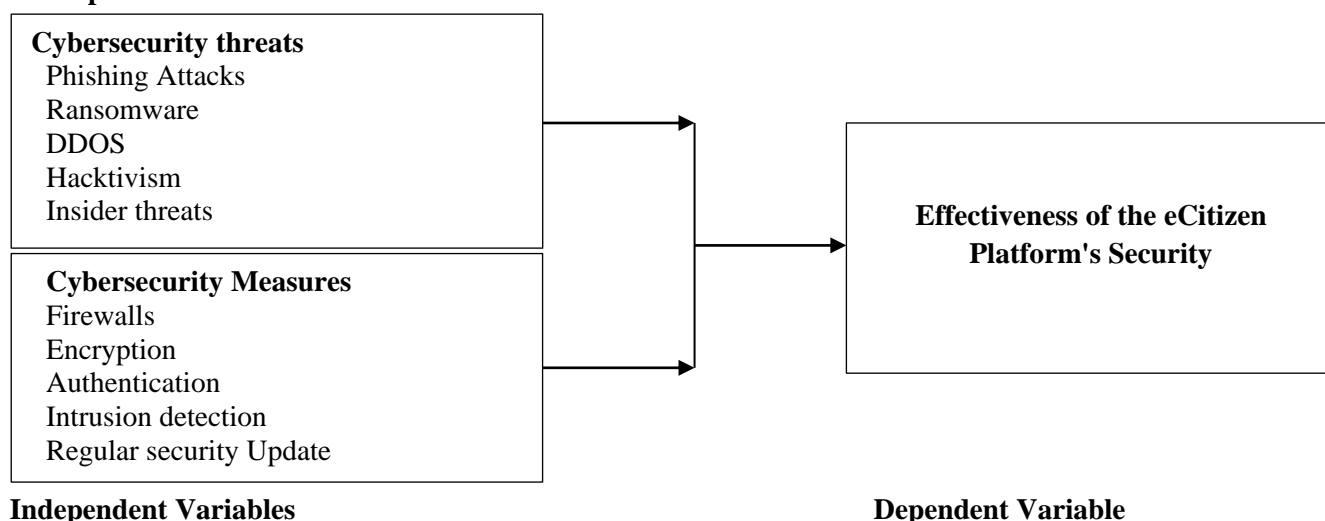 Cybersecurity threats
Phishing Attacks
Ransomware
DDOS
Hacktivism
Insider threats
Cybersecurity Measures
Firewalls
Encryption
Authentication
Intrusion detection
Regular security Update
Effectiveness of the eCitizen
Platform's Security
Independent Variables
Dependent Variable